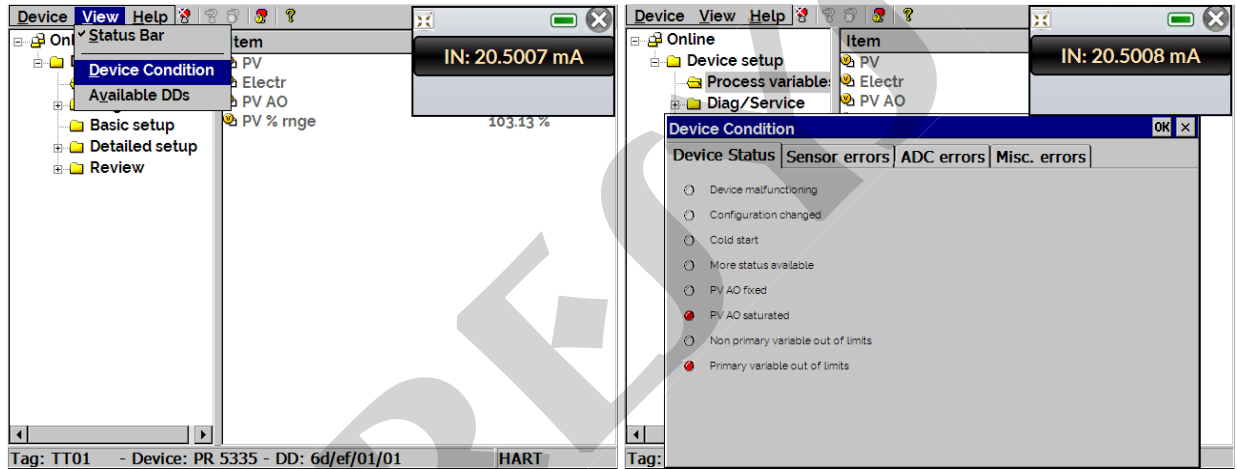 Device View Help
Status Bar
Device Condition
Available DDs
Onl
Basic setup
Detailed setup
Review
tem
PV
Electr
PV AO
PV % rnge
103.13 %
IN: 20.5007 mA
Tag: TT01 - Device: PR 5335 - DD: 6d/ef/01/01
HART
Device View Help
Online
Device setup
Process variable
Diag/Service
Item
PV
Electr
PV AO
IN: 20.5008 mA
Device Condition
OK
Device Status Sensor errors ADC errors Misc. errors
Device malfunctioning
Configuration changed
Cold start
More status available
PV AO fixed
PV AO saturated
Non primary variable out of limits
Primary variable out of limits
Tag: